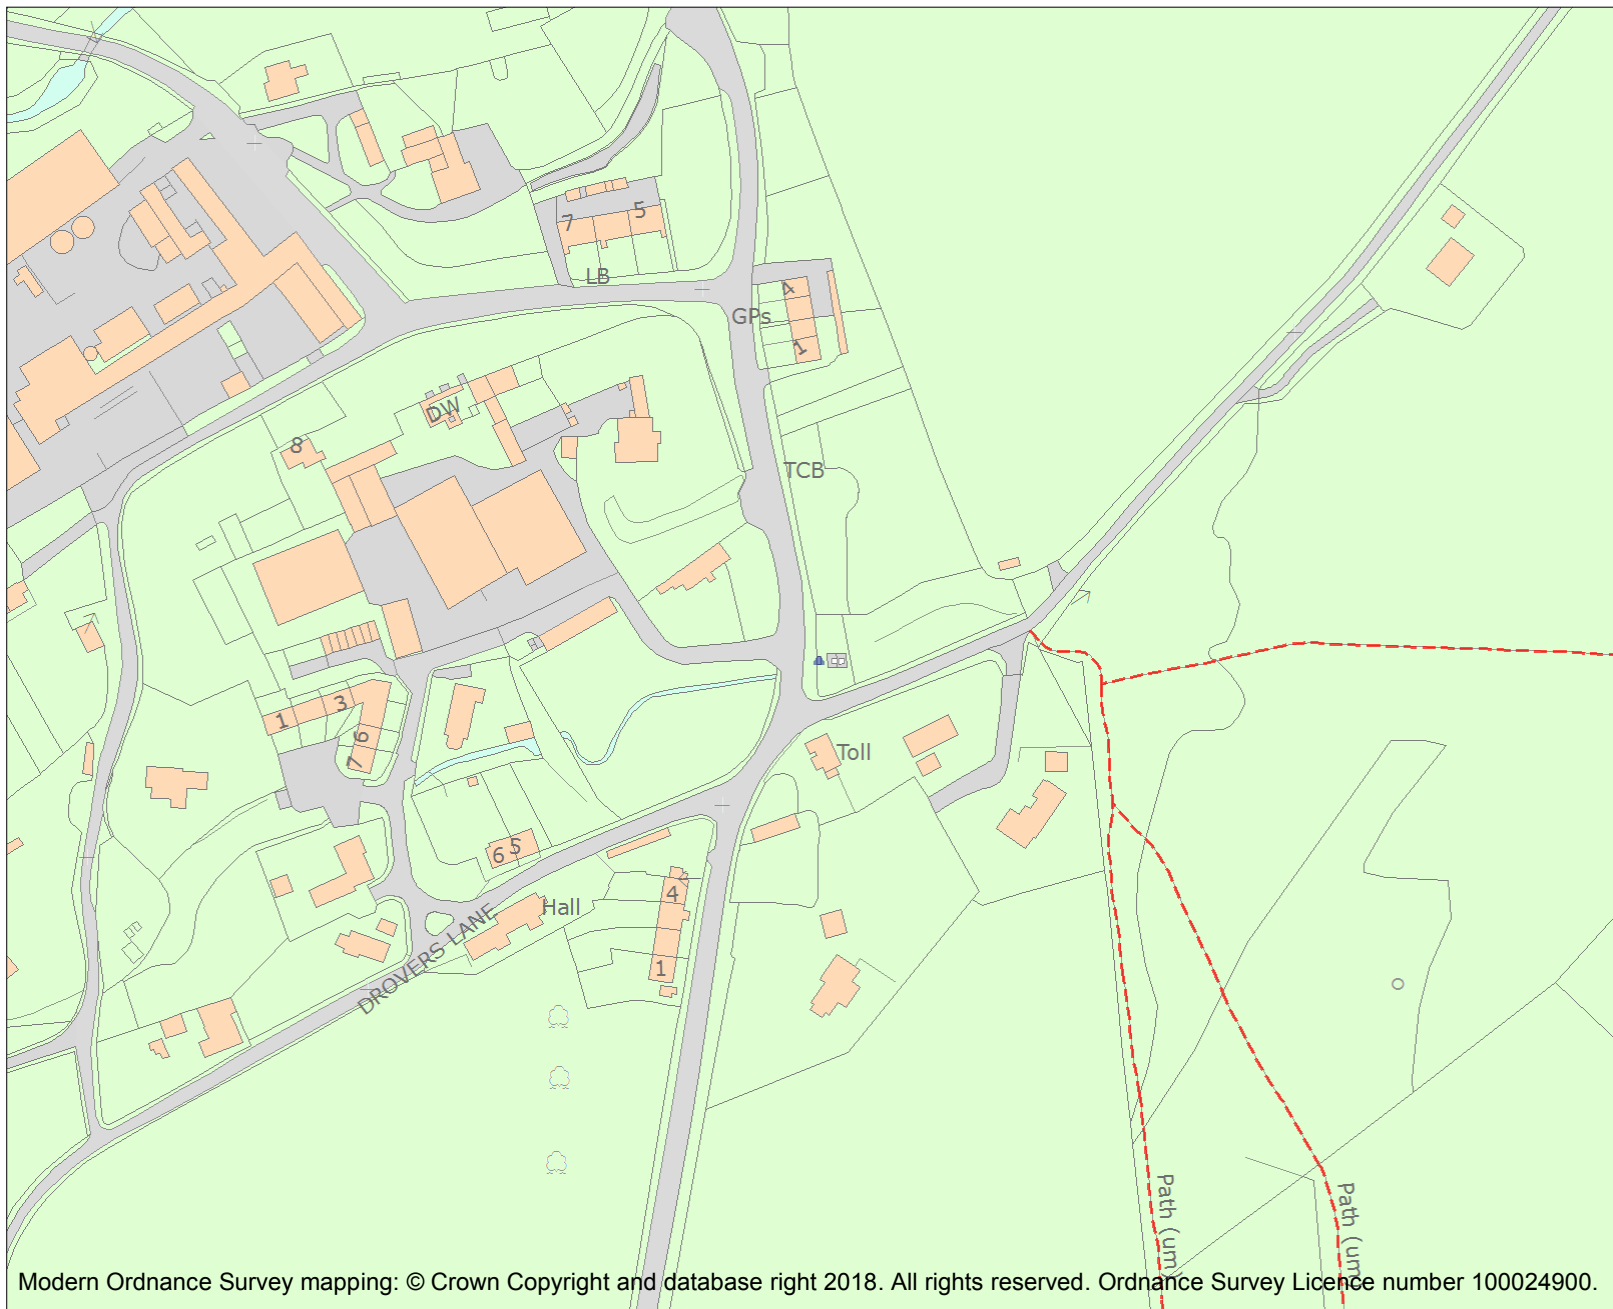 7
5
LB
4
GPs
1
DW
8
TCB
1
3
6
7
Toll
6
5
4
Hall
DROVERS LANE
1
Path (um)
Path (um)
Modern Ordnance Survey mapping: © Crown Copyright and database right 2018. All rights reserved. Ordnance Survey Licence number 100024900.